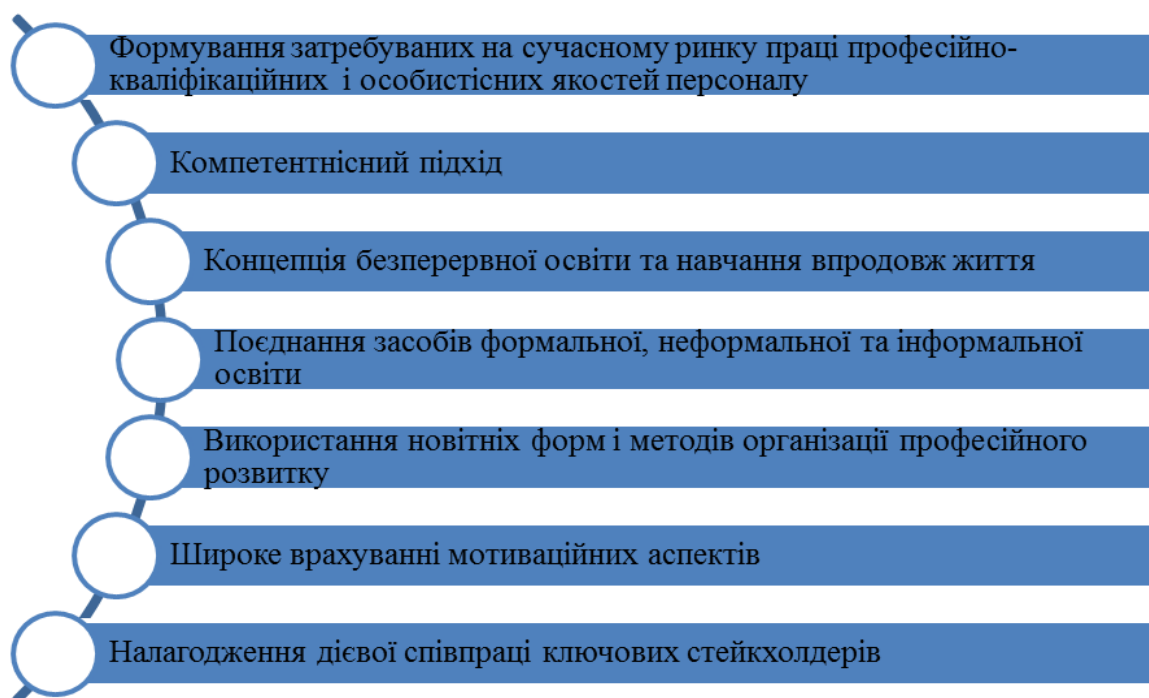 Формування затребуваних на сучасному ринку праці професійно-
кваліфікаційних і особистісних якостей персоналу
Компетентнісний підхід
Концепція безперервної освіти та навчання впродовж життя
Поєднання засобів формальної, неформальної та інформальної
освіти
Використання новітніх форм і методів організації професійного
розвитку
Широке врахуванні мотиваційних аспектів
Налагодження дієвої співпраці ключових стейкхолдерів